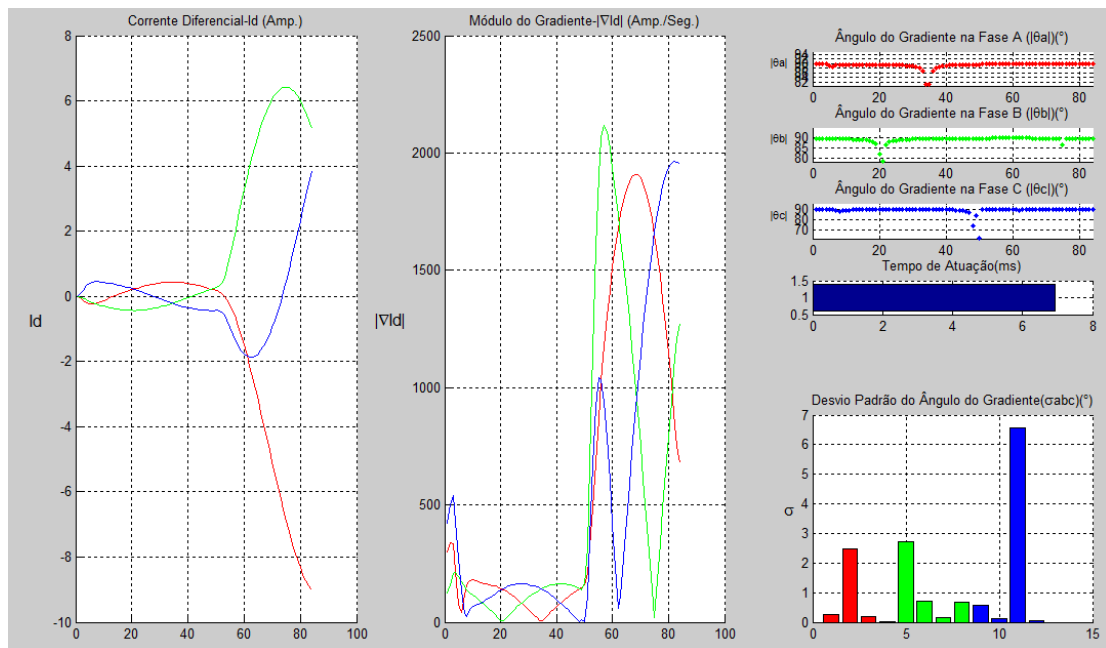 Corrente Diferencial-Id (Amp.)
8
6
4
2
0
-2
-4
-6
-8
-10
Id
0 20 40 60 80 100
Módulo do Gradiente-|∇Id| (Amp./Seg.)
2500
2000
1500
1000
500
0
|∇Id|
0 20 40 60 80 100
Ângulo do Gradiente na Fase A (|θa|)(°)
|θa|
94
82
0 20 40 60 80
Ângulo do Gradiente na Fase B (|θb|)(°)
|θb|
90
85
80
0 20 40 60 80
Ângulo do Gradiente na Fase C (|θc|)(°)
|θc|
90
80
70
0 20 40 60 80
Tempo de Atuação(ms)
1.5
1
0.5
0 2 4 6 8
Desvio Padrão do Ângulo do Gradiente(σabc)(°)
7
6
5
4
3
2
1
0
σ
0 5 10 15